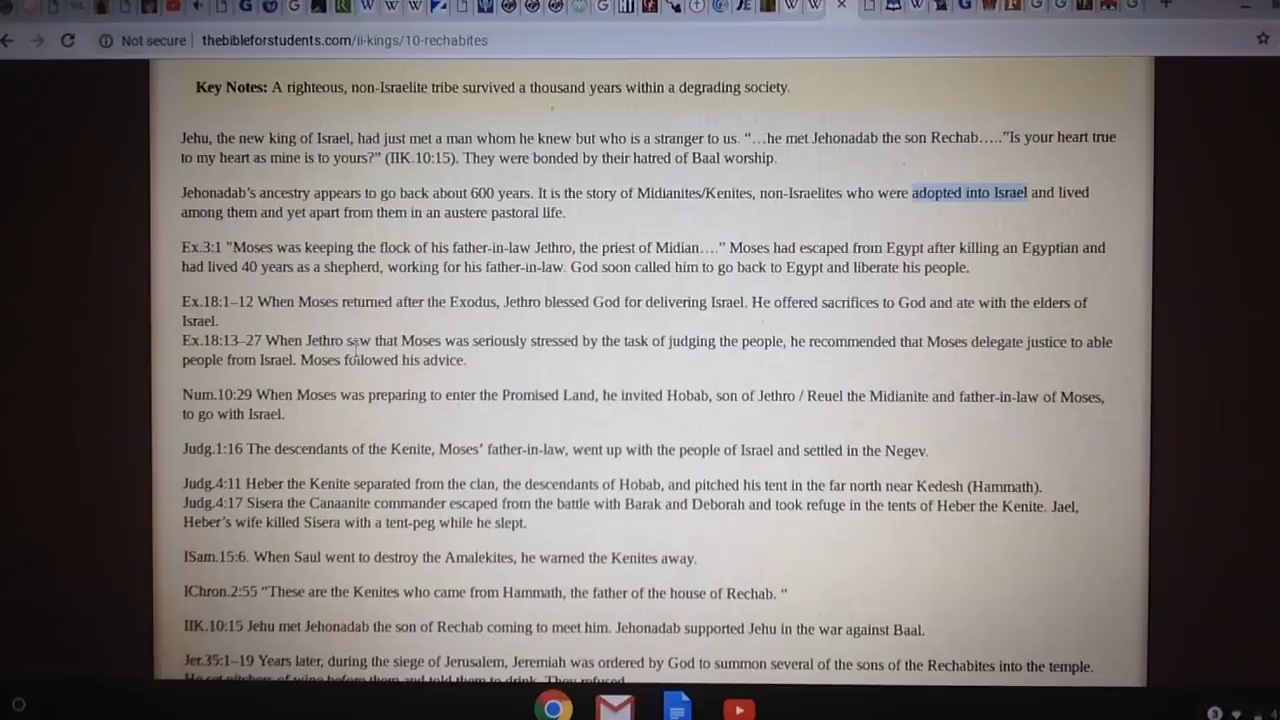 Not secure | thebibleforstudents.com/ii-kings/10-rechabites
Key Notes: A righteous, non-Israelite tribe survived a thousand years within a degrading society.
Jehu, the new king of Israel, had just met a man whom he knew but who is a stranger to us. “…he met Jehonadab the son Rechab…..”Is your heart true
to my heart as mine is to yours?” (IIK.10:15). They were bonded by their hatred of Baal worship.
Jehonadab’s ancestry appears to go back about 600 years. It is the story of Midianites/Kenites, non-Israelites who were adopted into Israel and lived
among them and yet apart from them in an austere pastoral life.
Ex.3:1 "Moses was keeping the flock of his father-in-law Jethro, the priest of Midian…." Moses had escaped from Egypt after killing an Egyptian and
had lived 40 years as a shepherd, working for his father-in-law. God soon called him to go back to Egypt and liberate his people.
Ex.18:1–12 When Moses returned after the Exodus, Jethro blessed God for delivering Israel. He offered sacrifices to God and ate with the elders of
Israel.
Ex.18:13–27 When Jethro saw that Moses was seriously stressed by the task of judging the people, he recommended that Moses delegate justice to able
people from Israel. Moses followed his advice.
Num.10:29 When Moses was preparing to enter the Promised Land, he invited Hobab, son of Jethro / Reuel the Midianite and father-in-law of Moses,
to go with Israel.
Judg.1:16 The descendants of the Kenite, Moses’ father-in-law, went up with the people of Israel and settled in the Negev.
Judg.4:11 Heber the Kenite separated from the clan, the descendants of Hobab, and pitched his tent in the far north near Kedesh (Hammath).
Judg.4:17 Sisera the Canaanite commander escaped from the battle with Barak and Deborah and took refuge in the tents of Heber the Kenite. Jael,
Heber’s wife killed Sisera with a tent-peg while he slept.
ISam.15:6. When Saul went to destroy the Amalekites, he warned the Kenites away.
IChron.2:55 “These are the Kenites who came from Hammath, the father of the house of Rechab. “
IIK.10:15 Jehu met Jehonadab the son of Rechab coming to meet him. Jehonadab supported Jehu in the war against Baal.
Jer.35:1–19 Years later, during the siege of Jerusalem, Jeremiah was ordered by God to summon several of the sons of the Rechabites into the temple.
He set pitchers of wine before them and told them to drink. They refused